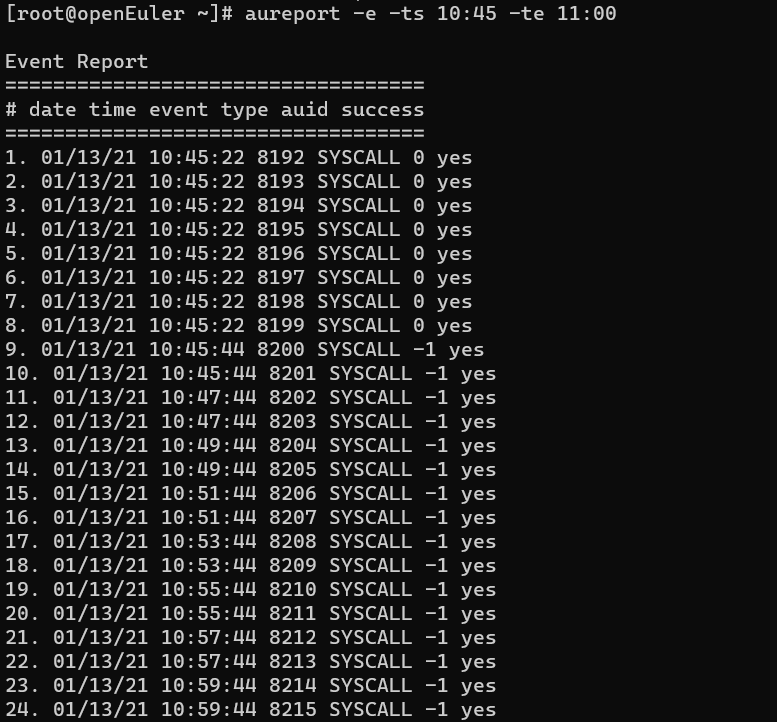 [root@openEuler ~]# aureport -e -ts 10:45 -te 11:00
Event Report
===================================
# date time event type auid success
===================================
1. 01/13/21 10:45:22 8192 SYSCALL 0 yes
2. 01/13/21 10:45:22 8193 SYSCALL 0 yes
3. 01/13/21 10:45:22 8194 SYSCALL 0 yes
4. 01/13/21 10:45:22 8195 SYSCALL 0 yes
5. 01/13/21 10:45:22 8196 SYSCALL 0 yes
6. 01/13/21 10:45:22 8197 SYSCALL 0 yes
7. 01/13/21 10:45:22 8198 SYSCALL 0 yes
8. 01/13/21 10:45:22 8199 SYSCALL 0 yes
9. 01/13/21 10:45:44 8200 SYSCALL -1 yes
10. 01/13/21 10:45:44 8201 SYSCALL -1 yes
11. 01/13/21 10:47:44 8202 SYSCALL -1 yes
12. 01/13/21 10:47:44 8203 SYSCALL -1 yes
13. 01/13/21 10:49:44 8204 SYSCALL -1 yes
14. 01/13/21 10:49:44 8205 SYSCALL -1 yes
15. 01/13/21 10:51:44 8206 SYSCALL -1 yes
16. 01/13/21 10:51:44 8207 SYSCALL -1 yes
17. 01/13/21 10:53:44 8208 SYSCALL -1 yes
18. 01/13/21 10:53:44 8209 SYSCALL -1 yes
19. 01/13/21 10:55:44 8210 SYSCALL -1 yes
20. 01/13/21 10:55:44 8211 SYSCALL -1 yes
21. 01/13/21 10:57:44 8212 SYSCALL -1 yes
22. 01/13/21 10:57:44 8213 SYSCALL -1 yes
23. 01/13/21 10:59:44 8214 SYSCALL -1 yes
24. 01/13/21 10:59:44 8215 SYSCALL -1 yes